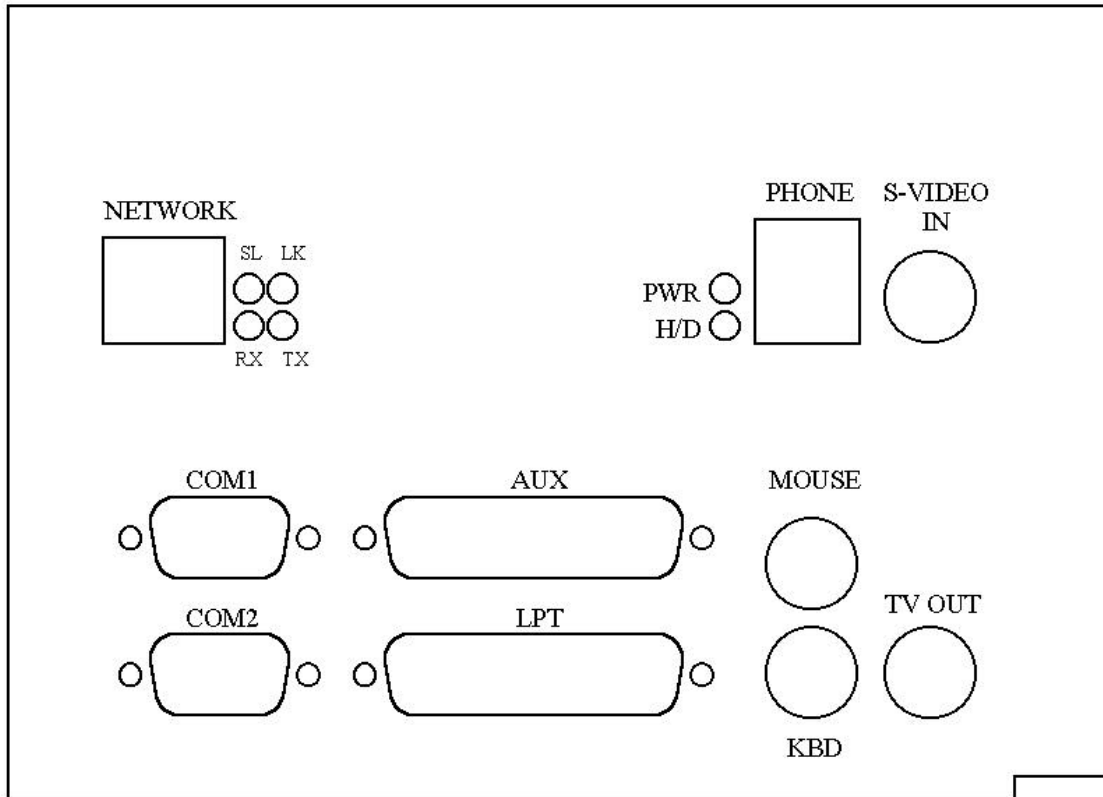 PHONE
S-VIDEO
IN
NETWORK
SL LK
PWR
H/D
RX TX
COM1
AUX
MOUSE
COM2
LPT
TV OUT
KBD